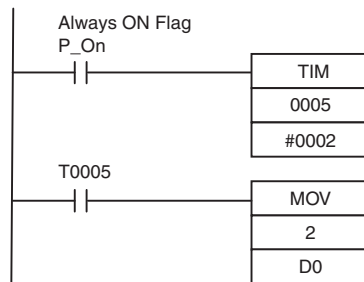 Always ON Flag
P_On
TIM
0005
#0002
T0005
MOV
2
D0